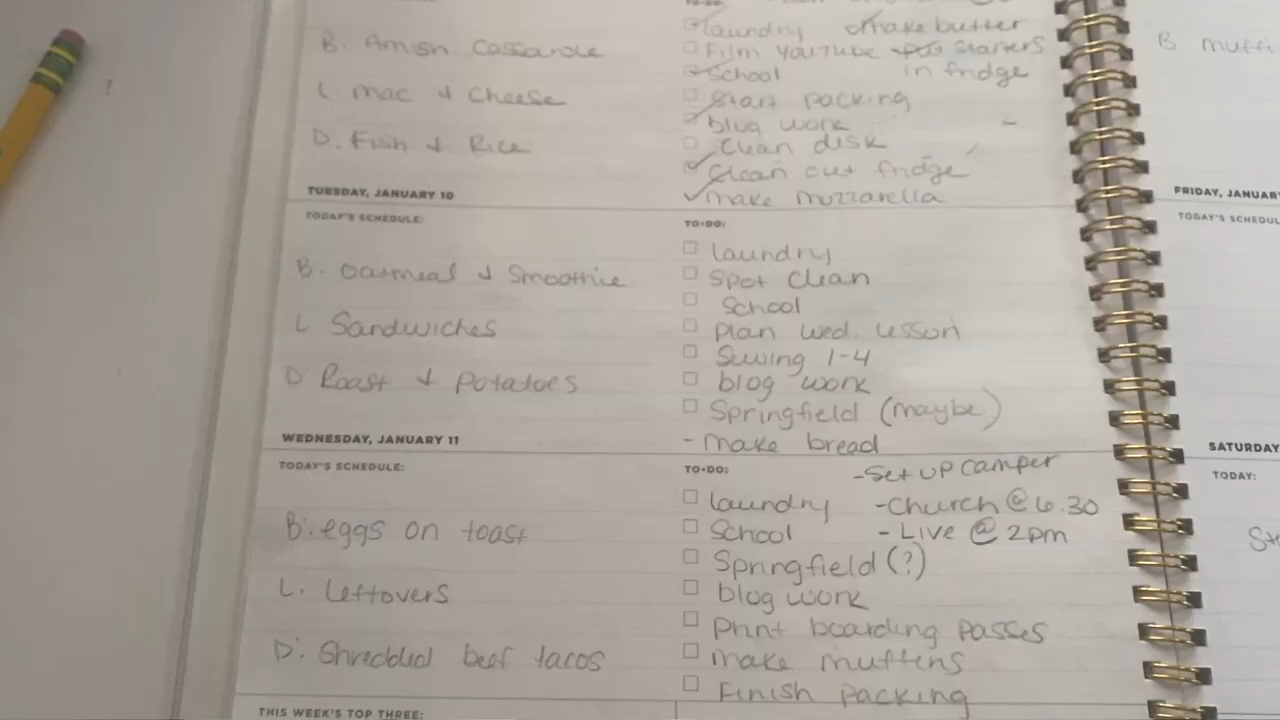 TO-DO:
laundry make butter
B. Amish Cassarole
Film YouTube put starters
School in fridge
L. Mac & Cheese
Start packing
blog work
D. Fish & Rice
Clean disk
Clean out fridge
make mozzarella
B muffi
TUESDAY, JANUARY 10
TODAY'S SCHEDULE:
B. Oatmeal & Smoothie
L. Sandwiches
D Roast & Potatoes
TO-DO:
laundry
Spot clean
School
Plan wed. lesson
Sewing 1-4
blog work
Springfield (maybe)
- make bread
WEDNESDAY, JANUARY 11
TODAY'S SCHEDULE:
B: eggs on toast
L. Leftovers
D: Shredded beef tacos
TO-DO:
- Set up camper
laundry - Church @ 6:30
School - Live @ 2pm
Springfield (?)
blog work
Print boarding passes
make muffins
Finish packing
THIS WEEK'S TOP THREE:
FRIDAY, JANUARY
TODAY'S SCHEDUL
SATURDAY
TODAY:
St